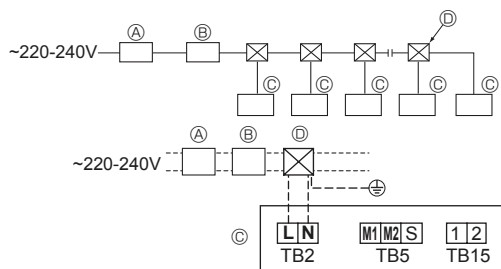 Ⓐ Ⓑ Ⓓ
~220-240V
Ⓒ Ⓒ Ⓒ Ⓒ Ⓒ
Ⓐ Ⓑ Ⓓ
~220-240V
Ⓒ L N M1 M2 S 1 2
TB2 TB5 TB15